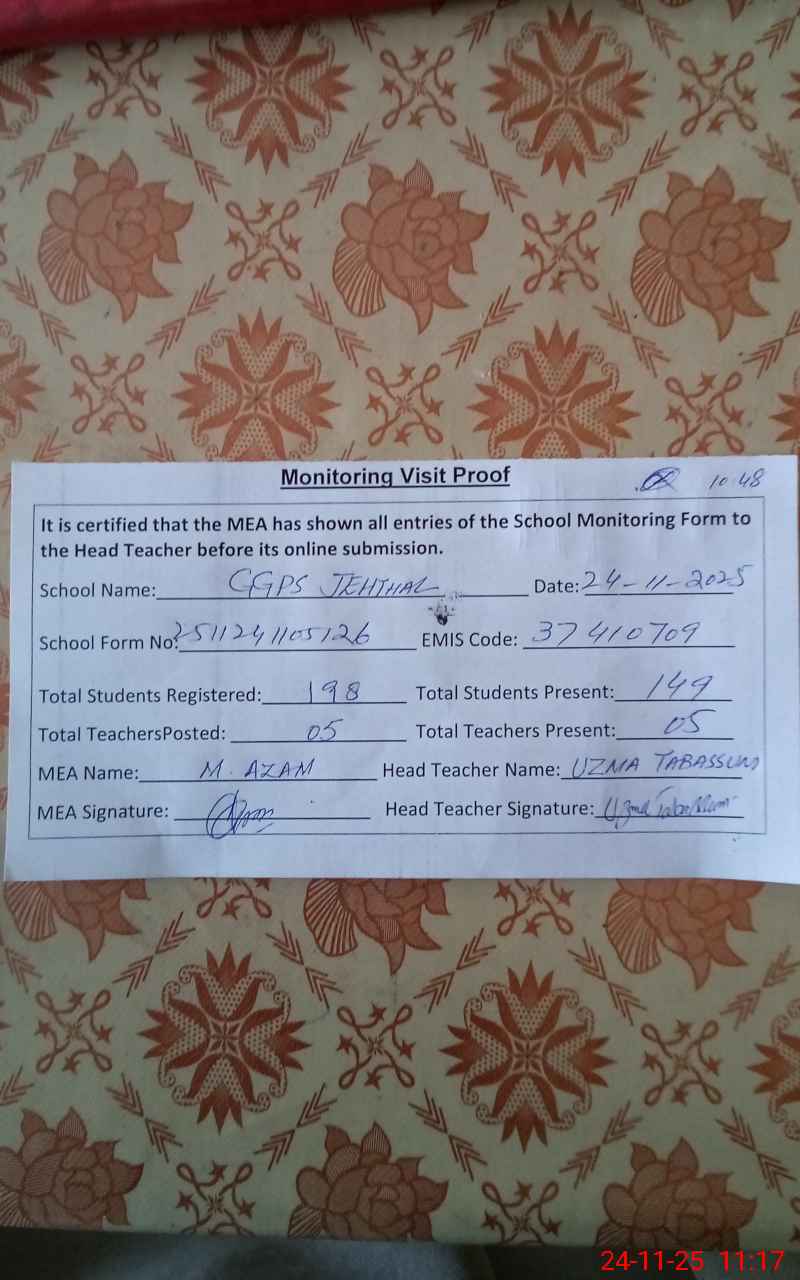 Monitoring Visit Proof
10:48
It is certified that the MEA has shown all entries of the School Monitoring Form to
the Head Teacher before its online submission.
School Name: GGPS JEHTHAL Date: 24-11-2025
School Form No: 2511241105126 EMIS Code: 37410709
Total Students Registered: 198 Total Students Present: 149
Total TeachersPosted: 05 Total Teachers Present: 05
MEA Name: M. AZAM Head Teacher Name: UZMA TABASSUM
MEA Signature: Head Teacher Signature: Uzma Tabassum
24-11-25 11:17